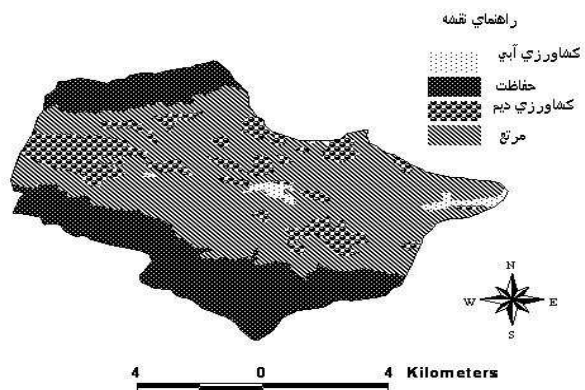 راهنماي نقشه
كشاورزي آبي
حفاظت
كشاورزي ديم
مرتع
N
W E
S
4 0 4 Kilometers